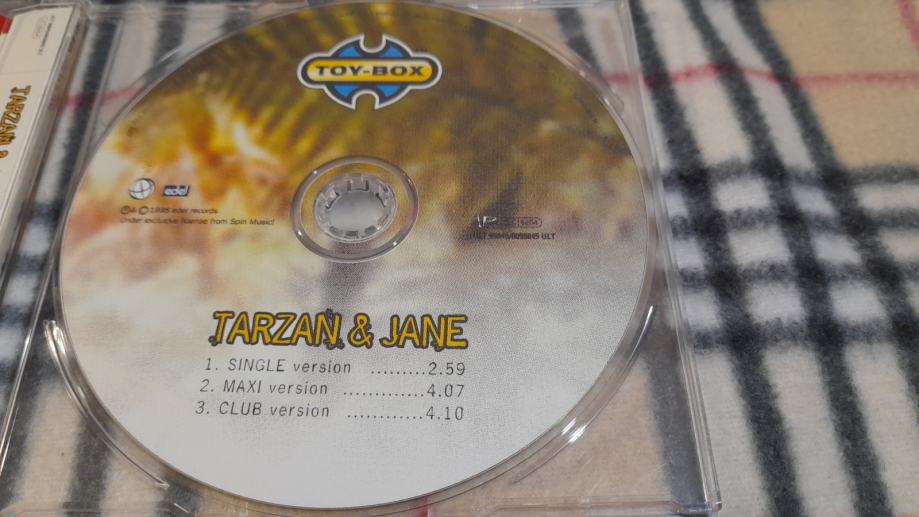 TOY-BOX
edel
℗ & © 1998 edel records
Under exclusive license from Spin Music!
TARZAN & JANE
1. SINGLE version .........2.59
2. MAXI version ............4.07
3. CLUB version ............4.10
TARZAN &